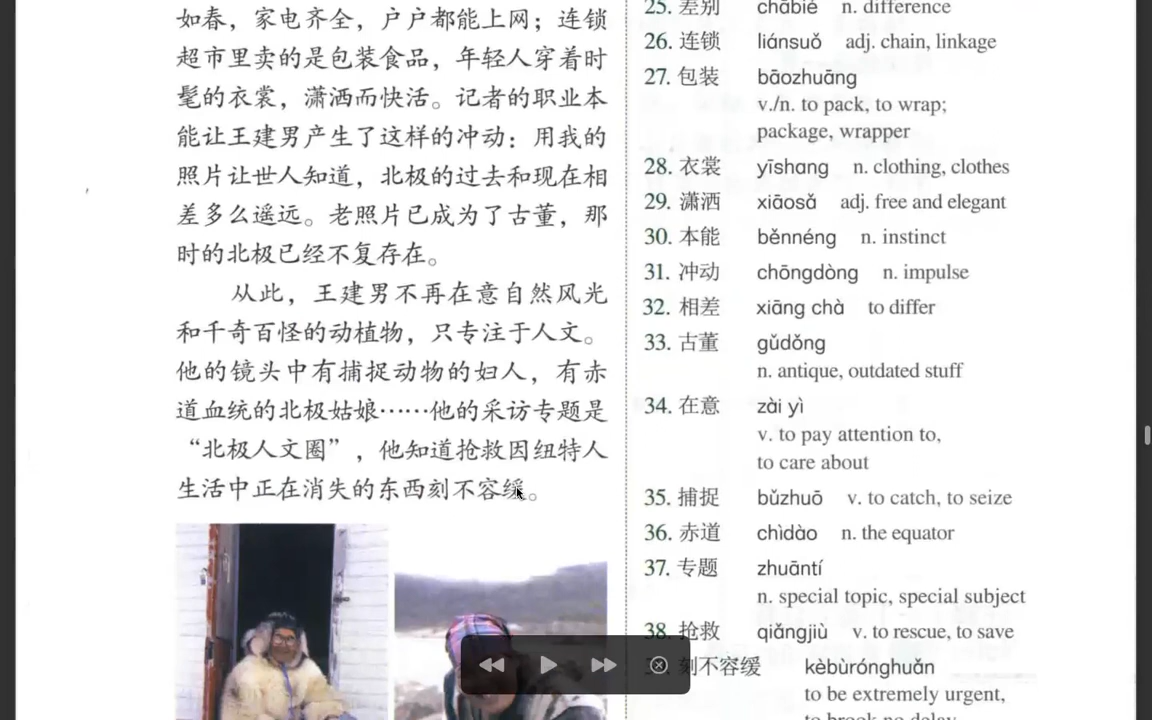 如春，家电齐全，户户都能上网；连锁
超市里卖的是包装食品，年轻人穿着时
髦的衣裳，潇洒而快活。记者的职业本
能让王建男产生了这样的冲动：用我的
照片让世人知道，北极的过去和现在相
差多么遥远。老照片已成为了古董，那
时的北极已经不复存在。
从此，王建男不再在意自然风光
和千奇百怪的动植物，只专注于人文。
他的镜头中有捕捉动物的妇人，有赤
道血统的北极姑娘……他的采访专题是
“北极人文圈”，他知道抢救因纽特人
生活中正在消失的东西刻不容缓。
25. 差别 chābié n. difference
26. 连锁 liánsuǒ adj. chain, linkage
27. 包装 bāozhuāng
v./n. to pack, to wrap;
package, wrapper
28. 衣裳 yīshang n. clothing, clothes
29. 潇洒 xiāosǎ adj. free and elegant
30. 本能 běnnéng n. instinct
31. 冲动 chōngdòng n. impulse
32. 相差 xiāng chà to differ
33. 古董 gǔdǒng
n. antique, outdated stuff
34. 在意 zài yì
v. to pay attention to,
to care about
35. 捕捉 bǔzhuō v. to catch, to seize
36. 赤道 chìdào n. the equator
37. 专题 zhuāntí
n. special topic, special subject
38. 抢救 qiǎngjiù v. to rescue, to save
刻不容缓 kèbùrónghuǎn
to be extremely urgent,
to brook no delay